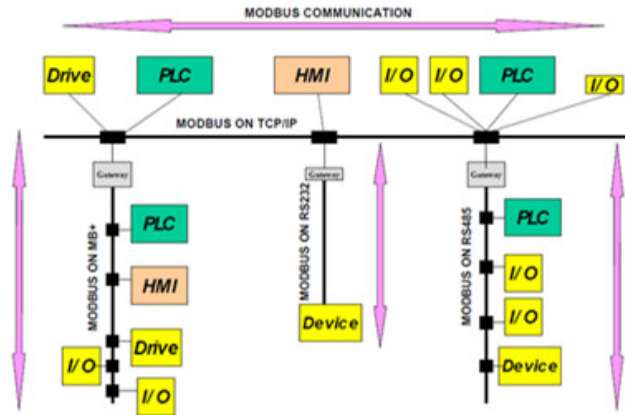 MODBUS COMMUNICATION
Drive
PLC
HMI
I/O
I/O
PLC
I/O
MODBUS ON TCP/IP
Gateway
Gateway
Gateway
MODBUS ON MB+
PLC
HMI
Drive
I/O
I/O
MODBUS ON RS232
Device
MODBUS ON RS485
PLC
I/O
I/O
Device